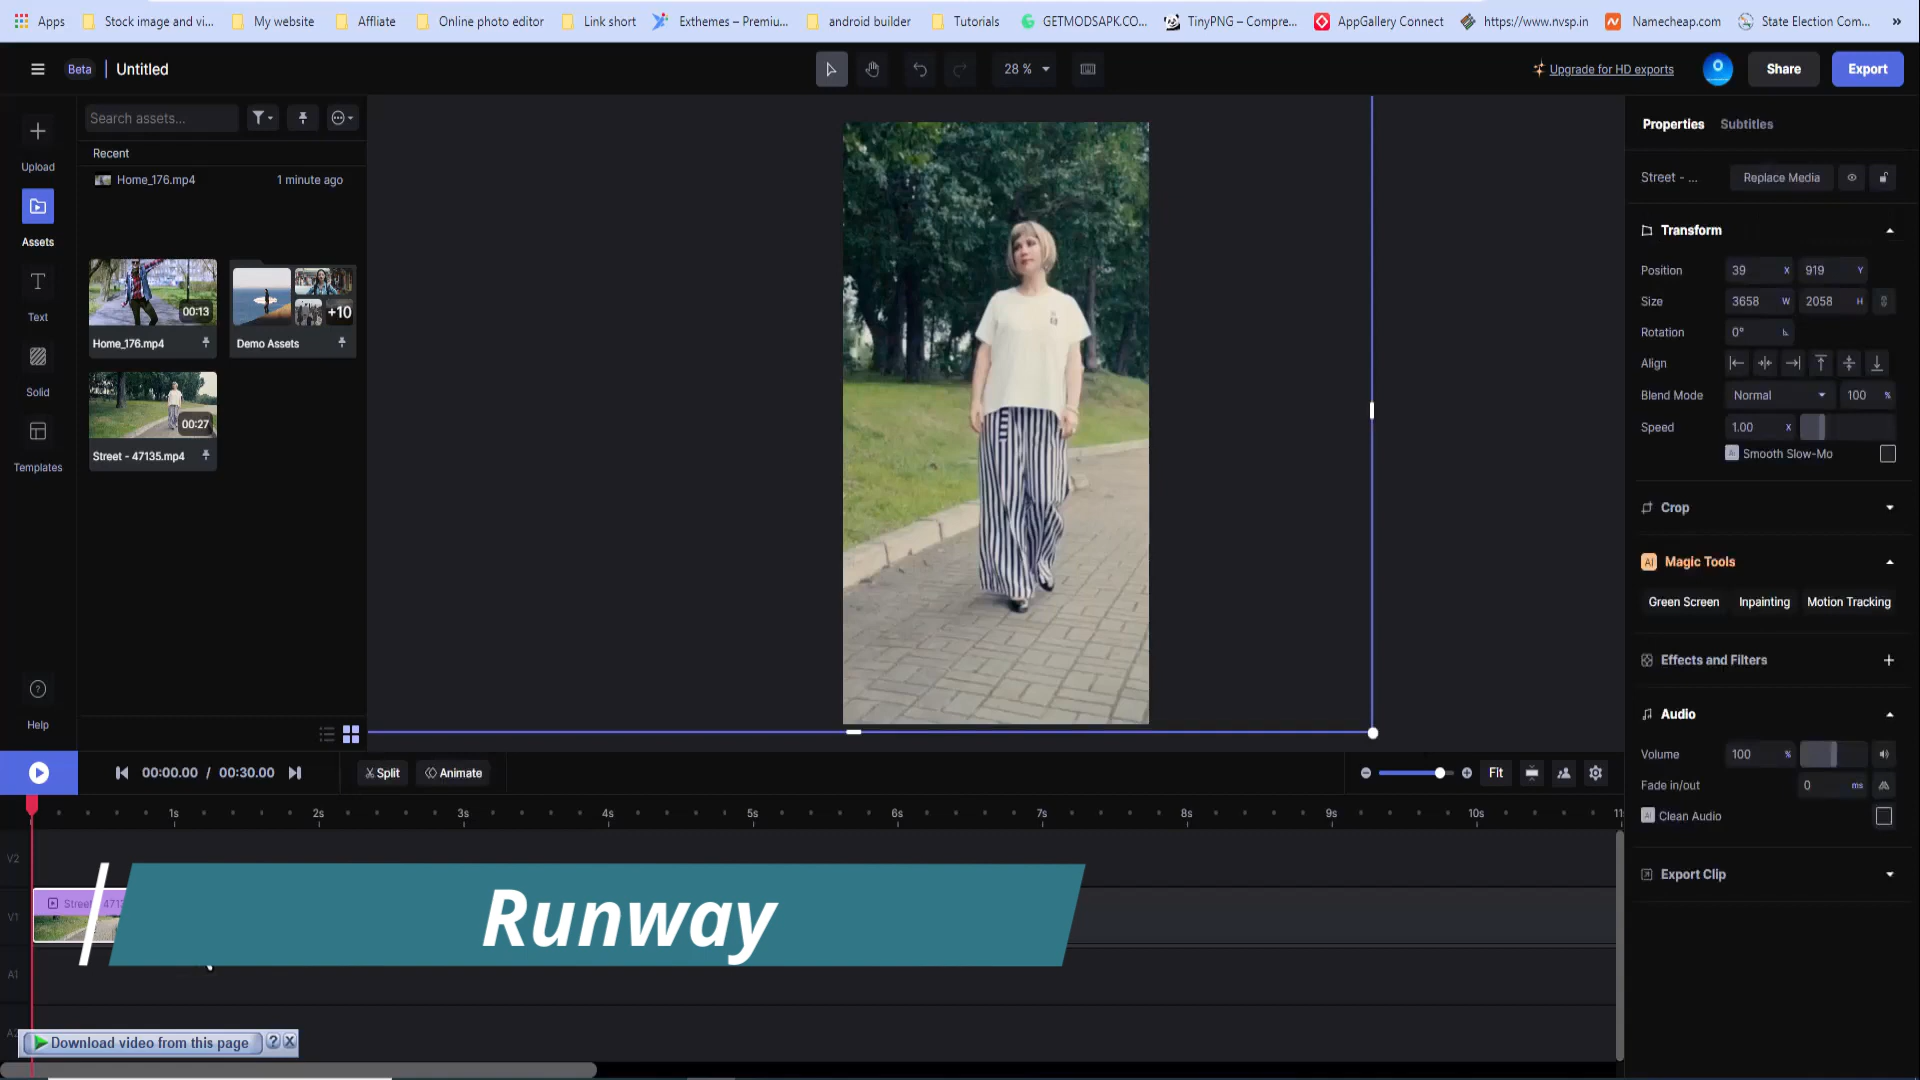 Apps
Stock image and vi...
My website
Affliate
Online photo editor
Link short
Exthemes – Premiu...
android builder
Tutorials
GETMODSAPK.CO...
TinyPNG – Compre...
AppGallery Connect
https://www.nvsp.in
Namecheap.com
State Election Com...
»
Beta
Untitled
28 %
Upgrade for HD exports
Share
Export
Upload
Assets
Text
Solid
Templates
Help
Search assets...
Recent
Home_176.mp4
1 minute ago
00:13
Home_176.mp4
+10
Demo Assets
00:27
Street - 47135.mp4
Properties
Subtitles
Street - ...
Replace Media
Transform
Position
39 X
919 Y
Size
3658 W
2058 H
Rotation
0°
Align
Blend Mode
Normal
100 %
Speed
1.00 X
AI Smooth Slow-Mo
Crop
AI Magic Tools
Green Screen
Inpainting
Motion Tracking
Effects and Filters
Audio
Volume
100 %
Fade in/out
0 ms
AI Clean Audio
Export Clip
00:00.00 / 00:30.00
Split
Animate
Fit
1s
2s
3s
4s
5s
6s
7s
8s
9s
10s
V2
V1
A1
Runway
Download video from this page
?